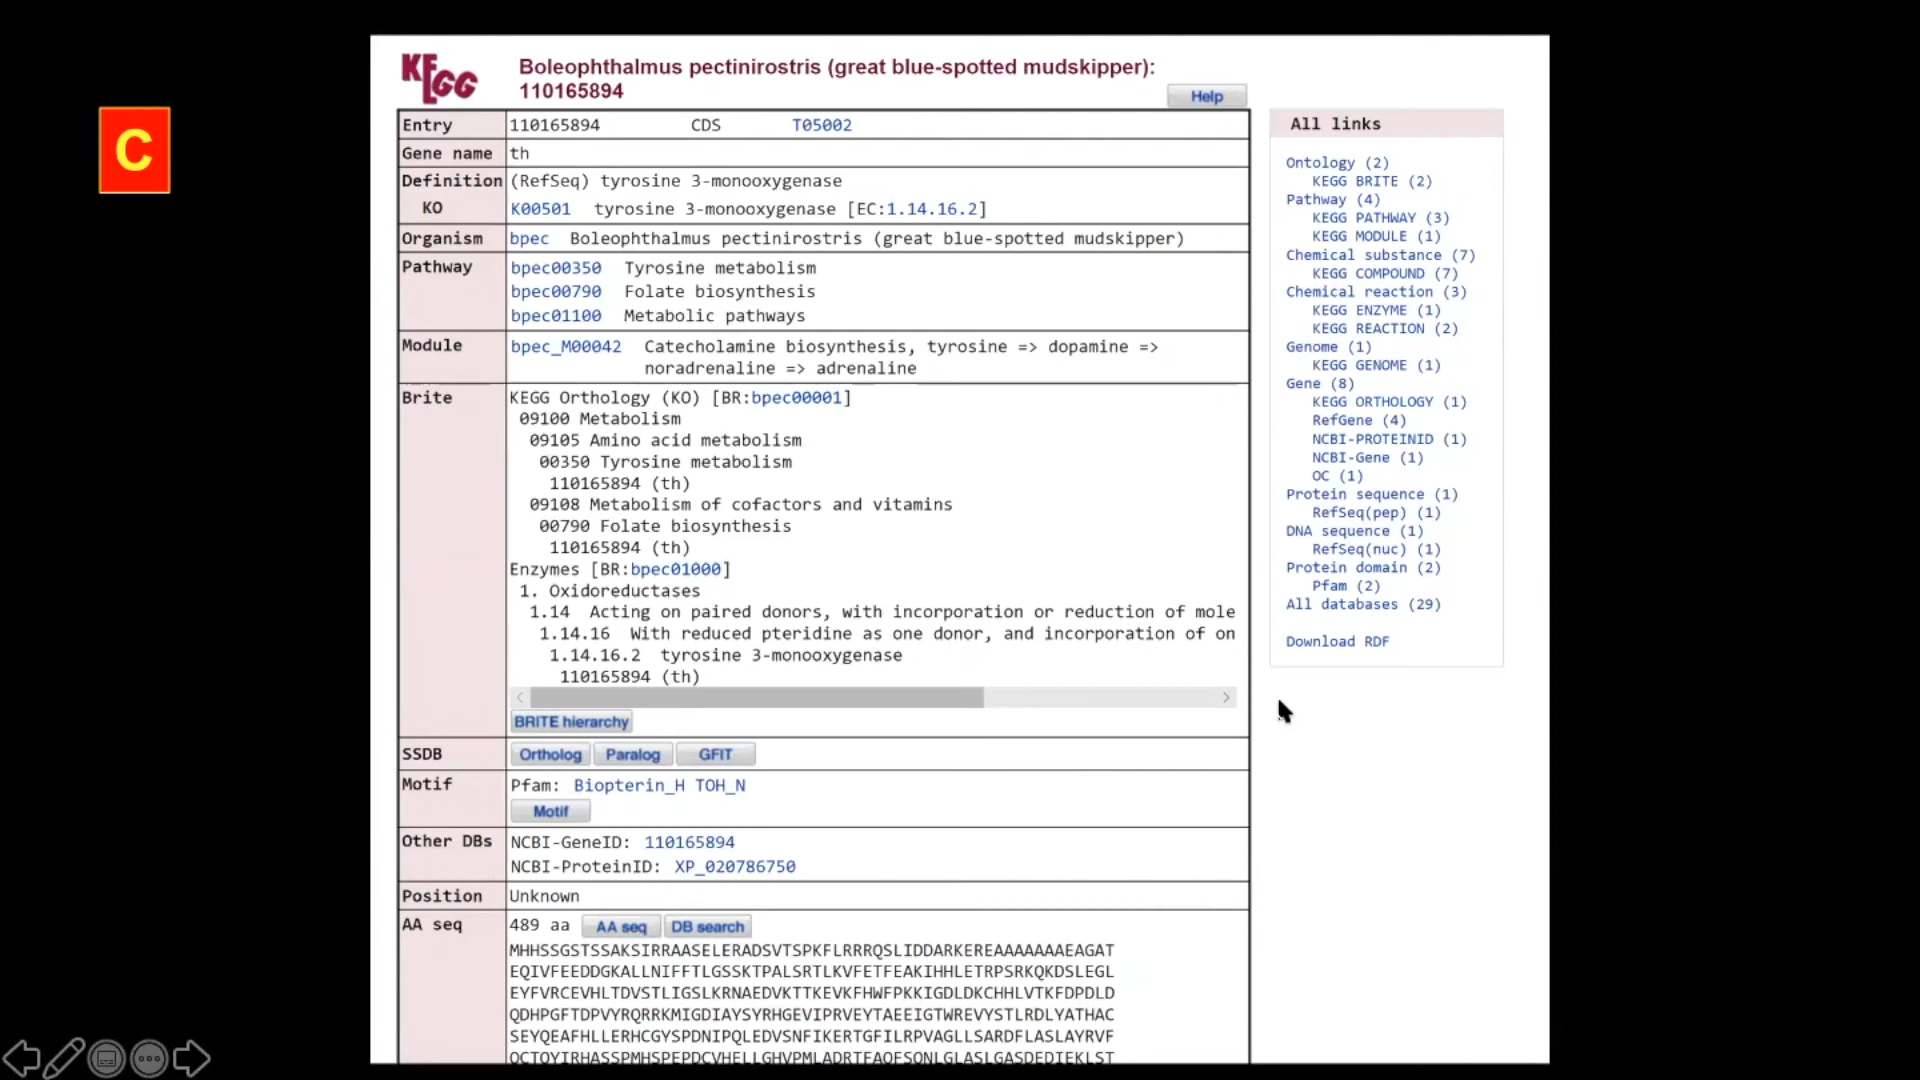 C
KEGG
Boleophthalmus pectinirostris (great blue-spotted mudskipper):
110165894
Help
Entry 110165894 CDS T05002
Gene name th
Definition (RefSeq) tyrosine 3-monooxygenase
KO K00501 tyrosine 3-monooxygenase [EC:1.14.16.2]
Organism bpec Boleophthalmus pectinirostris (great blue-spotted mudskipper)
Pathway bpec00350 Tyrosine metabolism
bpec00790 Folate biosynthesis
bpec01100 Metabolic pathways
Module bpec_M00042 Catecholamine biosynthesis, tyrosine => dopamine =>
noradrenaline => adrenaline
Brite KEGG Orthology (KO) [BR:bpec00001]
09100 Metabolism
09105 Amino acid metabolism
00350 Tyrosine metabolism
110165894 (th)
09108 Metabolism of cofactors and vitamins
00790 Folate biosynthesis
110165894 (th)
Enzymes [BR:bpec01000]
1. Oxidoreductases
1.14 Acting on paired donors, with incorporation or reduction of mole
1.14.16 With reduced pteridine as one donor, and incorporation of on
1.14.16.2 tyrosine 3-monooxygenase
110165894 (th)
BRITE hierarchy
SSDB Ortholog Paralog GFIT
Motif Pfam: Biopterin_H TOH_N
Motif
Other DBs NCBI-GeneID: 110165894
NCBI-ProteinID: XP_020786750
Position Unknown
AA seq 489 aa AA seq DB search
MHHSSGSTSSAKSIRRAASELERADSVTSPKFLRRRQSLIDDARKEREAAAAAAAEAGAT
EQIVFEEDDGKALLNIFFTLGSSKTPALSRTLKVFETFEAKIHHLETRPSRKQKDSLEGL
EYFVRCEVHLTDVSTLIGSLKRNAEDVKTTKEVKFHWFPKKIGDLDKCHHLVTKFDPDLD
QDHPGFTDPVYRQRRKMIGDIAYSYRHGEVIPRVEYTAEEIGTWREVYSTLRDLYATHAC
SEYQEAFHLLERHCGYSPDNIPQLEDVSNFIKERTGFILRPVAGLLSARDFLASLAYRVF
QCTQYIRHASSPMHSPEPDCVHELLGHVPMLADRTFAQFSQNLGLASLGASDEDIEKLST
All links
Ontology (2)
KEGG BRITE (2)
Pathway (4)
KEGG PATHWAY (3)
KEGG MODULE (1)
Chemical substance (7)
KEGG COMPOUND (7)
Chemical reaction (3)
KEGG ENZYME (1)
KEGG REACTION (2)
Genome (1)
KEGG GENOME (1)
Gene (8)
KEGG ORTHOLOGY (1)
RefGene (4)
NCBI-PROTEINID (1)
NCBI-Gene (1)
OC (1)
Protein sequence (1)
RefSeq(pep) (1)
DNA sequence (1)
RefSeq(nuc) (1)
Protein domain (2)
Pfam (2)
All databases (29)
Download RDF